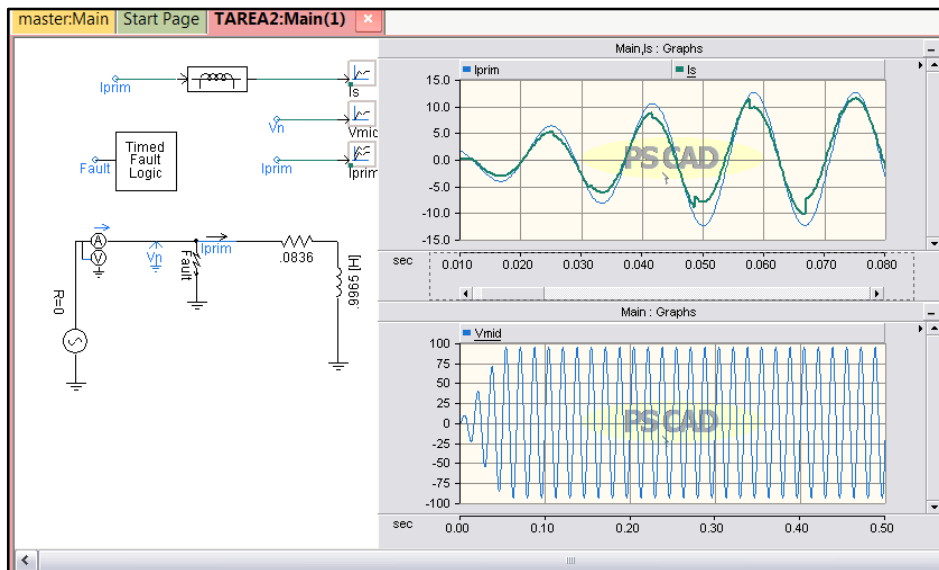 master:Main Start Page TAREA2:Main(1) ×
Iprim
Is
Vn
Vmid
Fault
Timed
Fault
Logic
Iprim
Iprim
A
V
Vn
Iprim
Fault
.0836
.5966 [H]
R=0
Main,Is : Graphs
Iprim Is
15.0
10.0
5.0
0.0
-5.0
-10.0
-15.0
PSCAD
sec 0.010 0.020 0.030 0.040 0.050 0.060 0.070 0.080
Main : Graphs
Vmid
100
75
50
25
0
-25
-50
-75
-100
PSCAD
sec 0.00 0.10 0.20 0.30 0.40 0.50